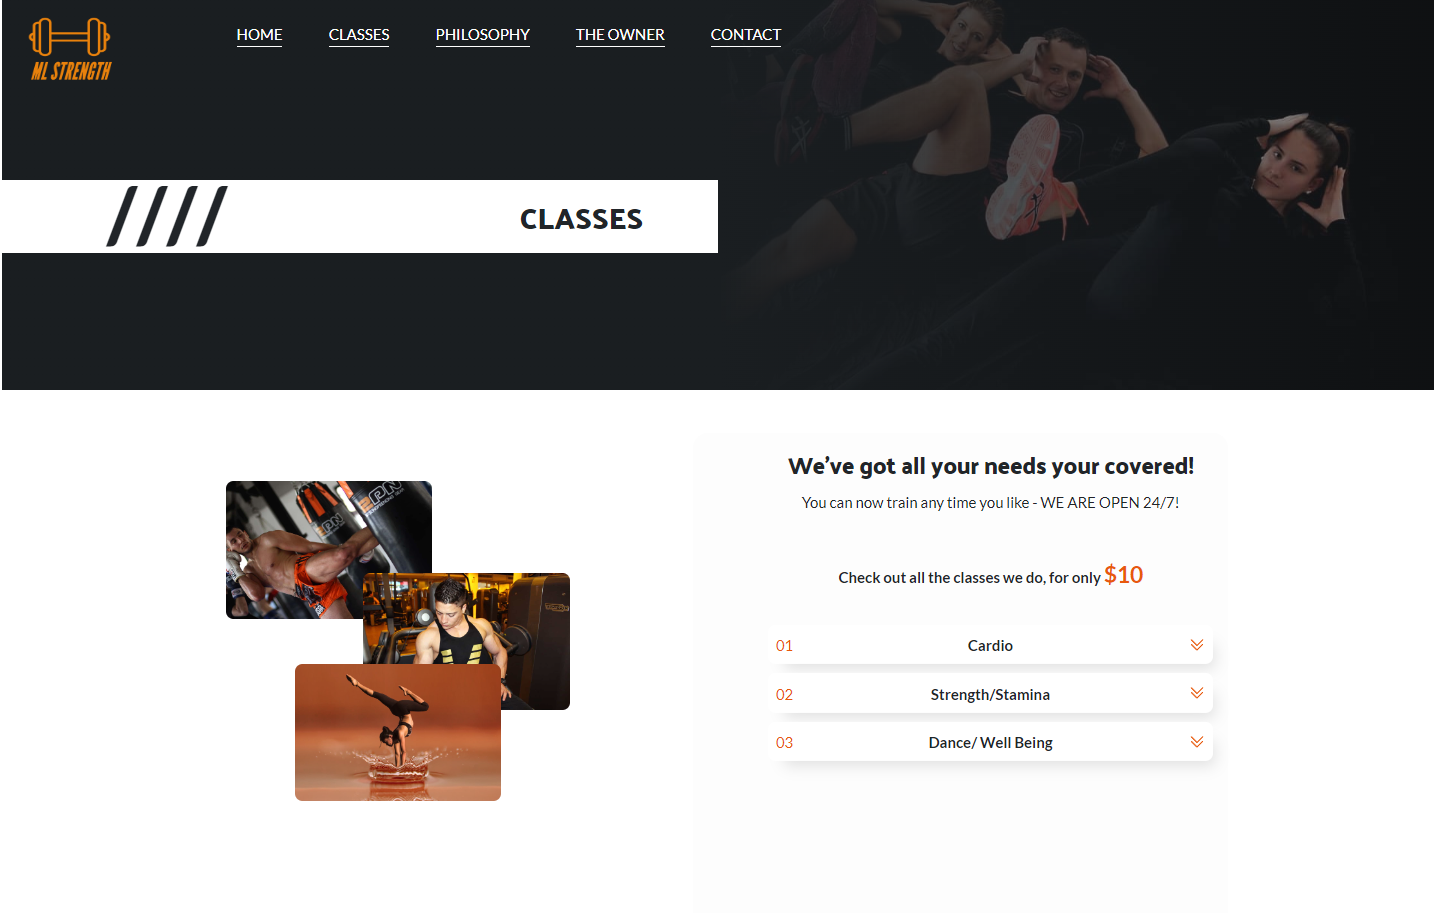 ML STRENGTH
HOME CLASSES PHILOSOPHY THE OWNER CONTACT
CLASSES
We've got all your needs your covered!
You can now train any time you like - WE ARE OPEN 24/7!
Check out all the classes we do, for only $10
01 Cardio
02 Strength/Stamina
03 Dance/ Well Being